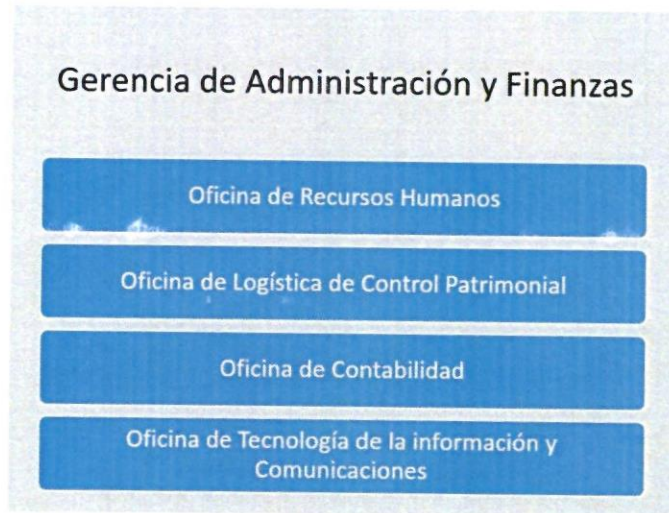 Gerencia de Administración y Finanzas
Oficina de Recursos Humanos
Oficina de Logística de Control Patrimonial
Oficina de Contabilidad
Oficina de Tecnología de la información y
Comunicaciones